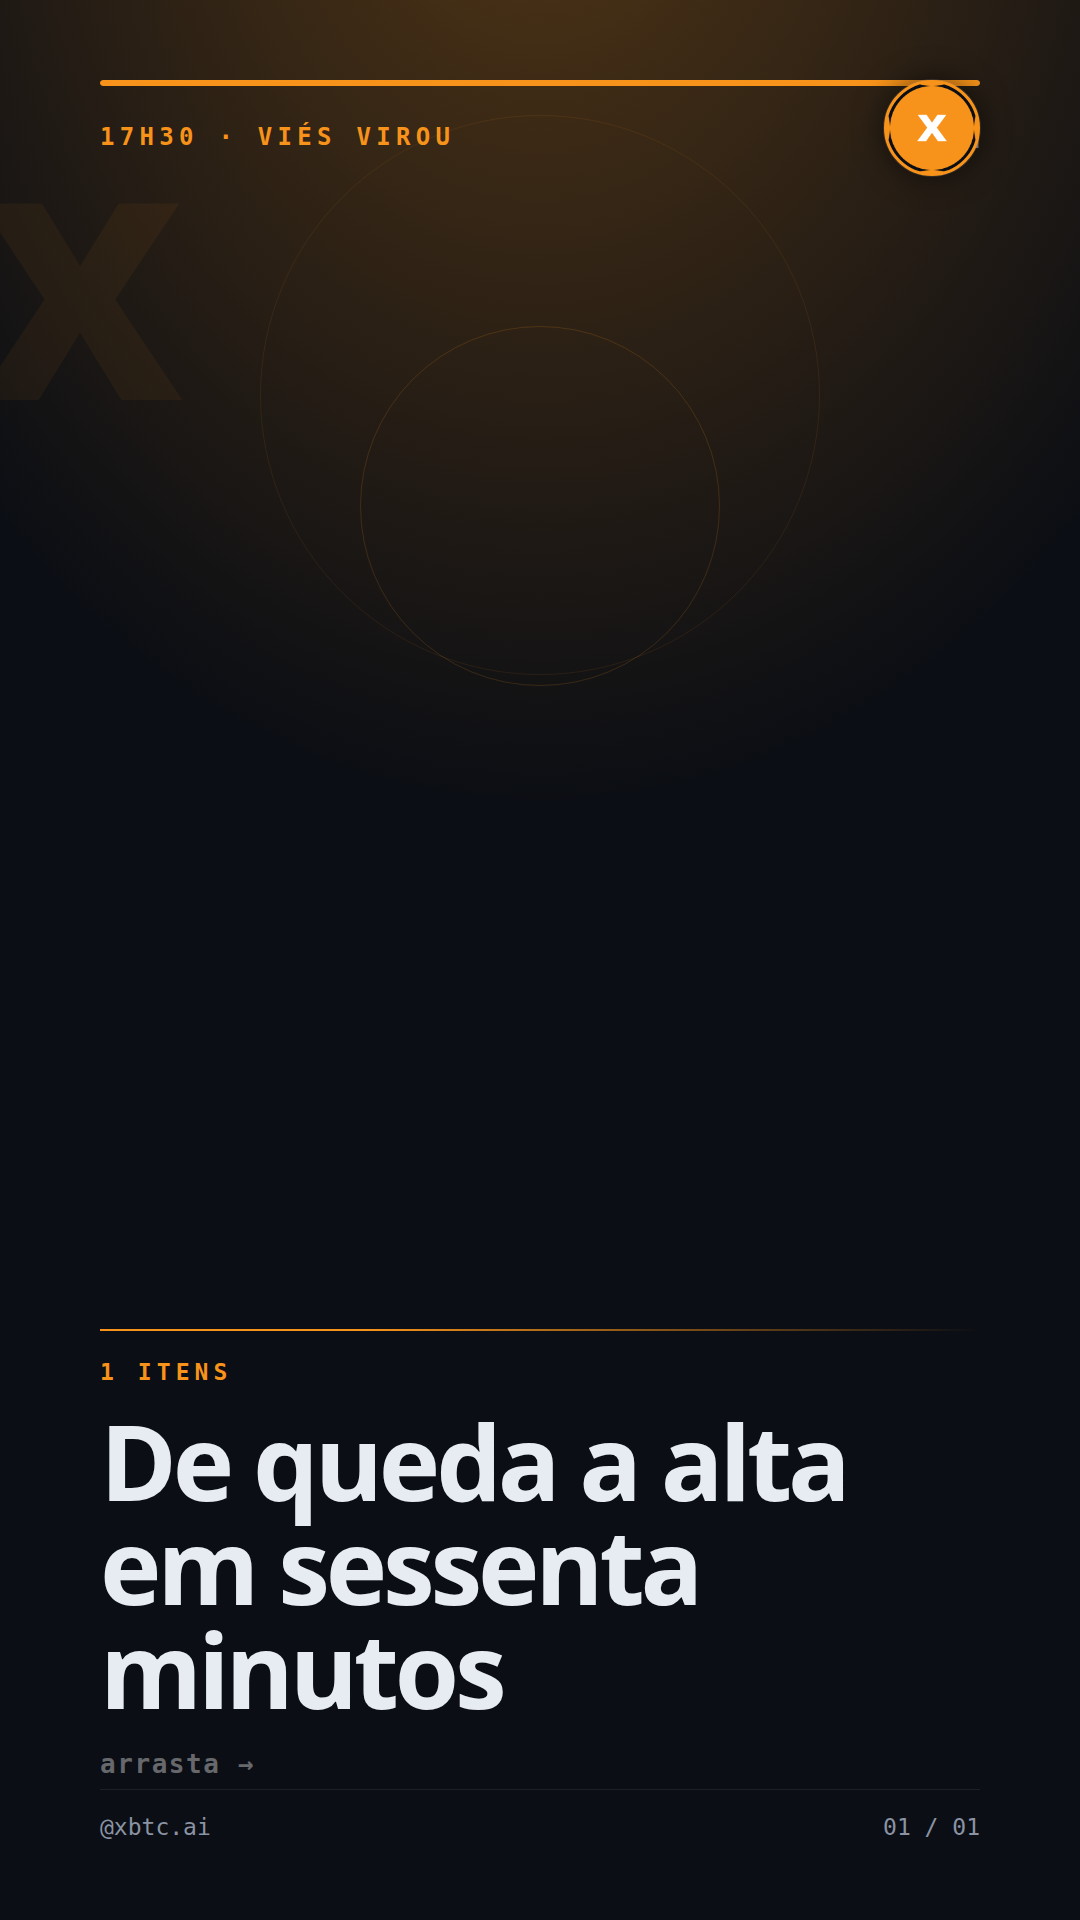 17H30 · VIÉS VIROU
X
X
1 ITENS
De queda a alta
em sessenta
minutos
arrasta →
@xbtc.ai
01 / 01